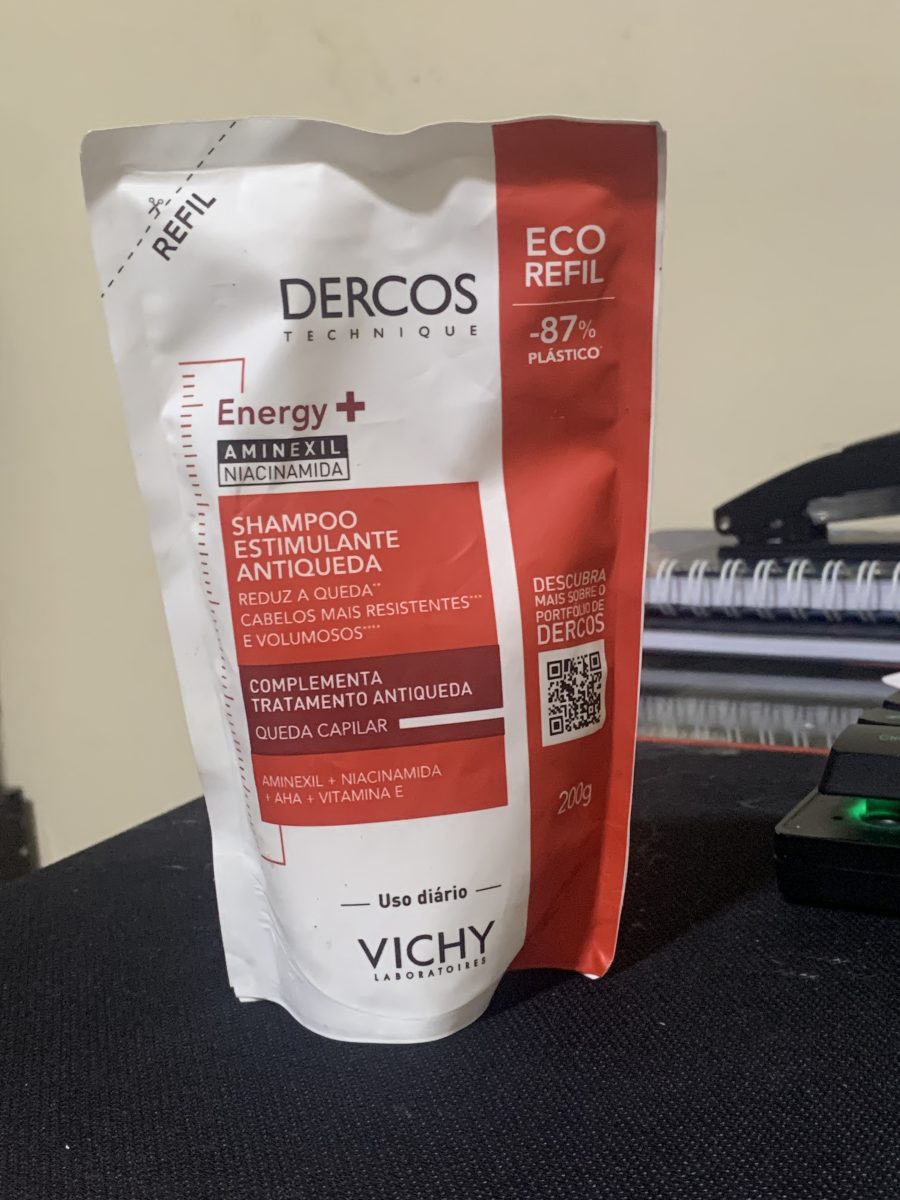 REFIL
DERCOS
TECHNIQUE
Energy +
AMINEXIL
NIACINAMIDA
SHAMPOO
ESTIMULANTE
ANTIQUEDA
REDUZ A QUEDA**
CABELOS MAIS RESISTENTES***
E VOLUMOSOS****
COMPLEMENTA
TRATAMENTO ANTIQUEDA
QUEDA CAPILAR
AMINEXIL + NIACINAMIDA
+ AHA + VITAMINA E
Uso diário
VICHY
LABORATOIRES
ECO
REFIL
-87%
PLÁSTICO*
DESCUBRA
MAIS SOBRE O
PORTFÓLIO DE
DERCOS
200g